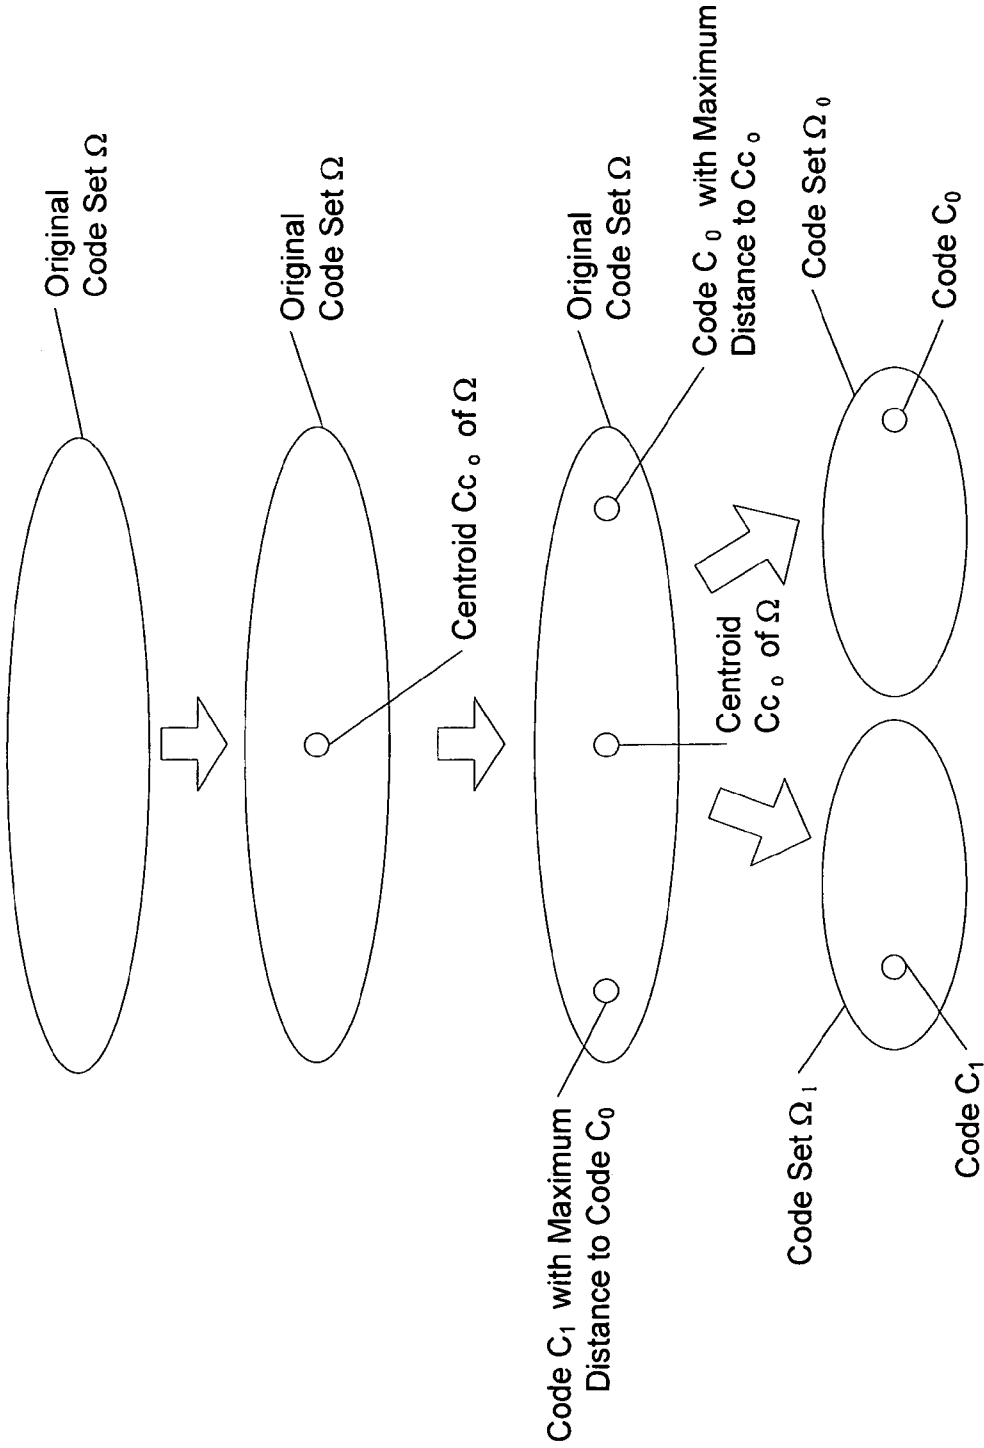 Original
Code Set Ω
Original
Code Set Ω
Centroid Cc₀ of Ω
Original
Code Set Ω
Code C₀ with Maximum
Distance to Cc₀
Centroid
Cc₀ of Ω
Code C₁ with Maximum
Distance to Code C₀
Code Set Ω₀
Code C₀
Code Set Ω₁
Code C₁